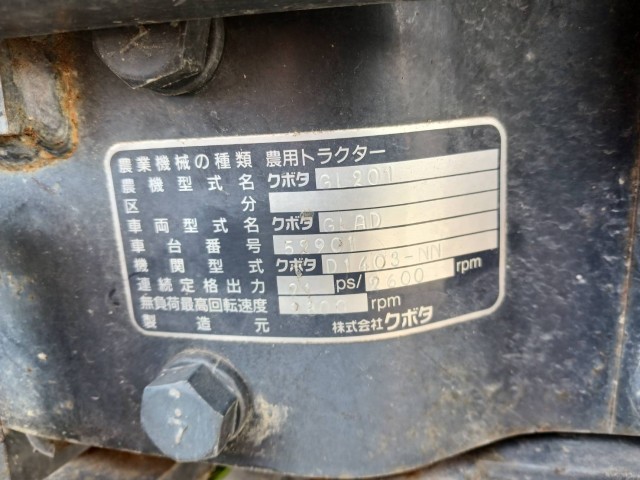 農業機械の種類 農用トラクター
農機型式名 クボタ GL201
区分
車両型式名 クボタ GLAD
車台番号
機関型式 クボタ D1403-NN
連続定格出力 ps/2600 rpm
無負荷最高回転速度 rpm
製造元 株式会社クボタ